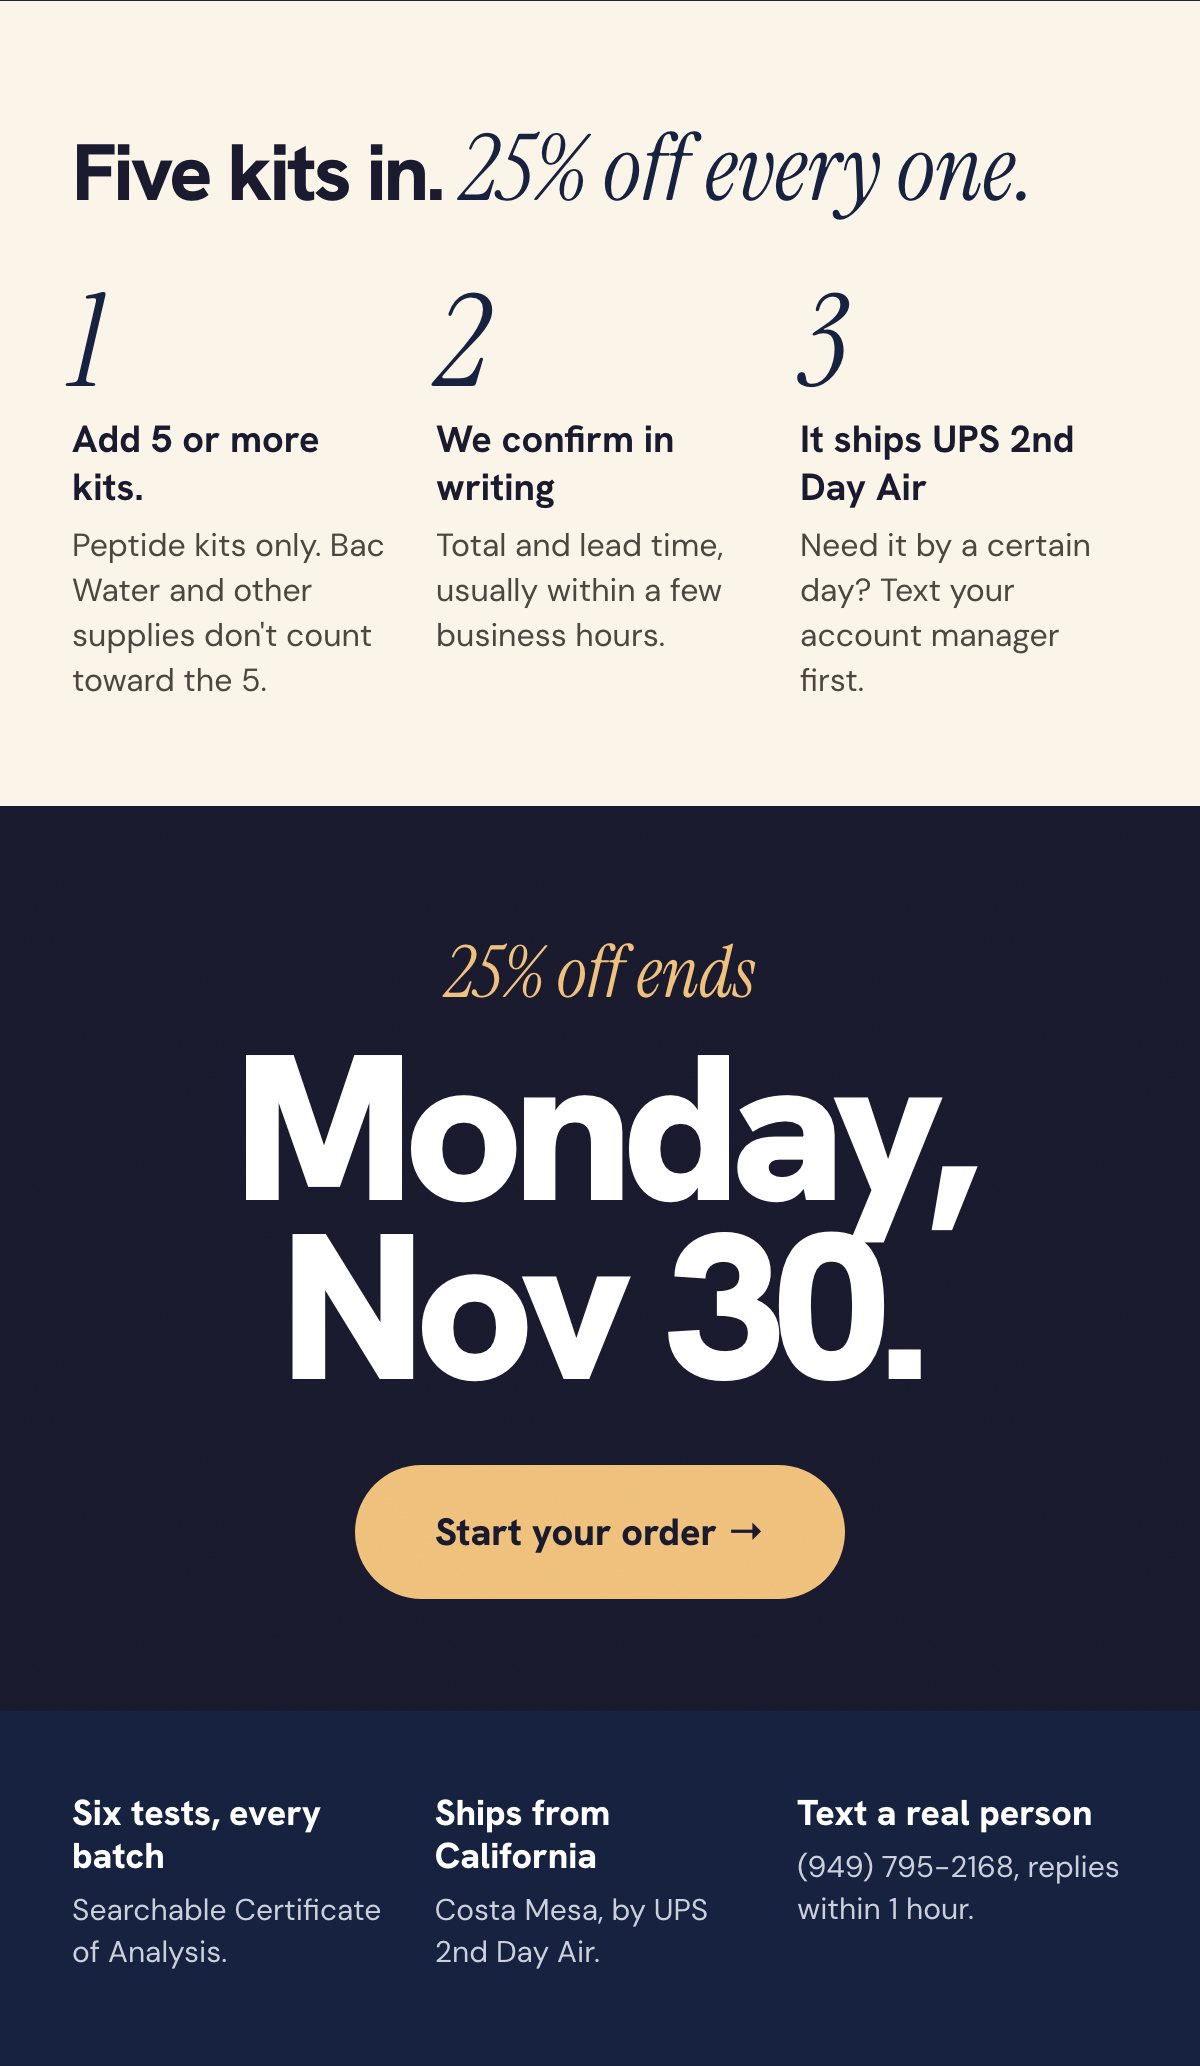 Five kits in. 25% off every one.
1
Add 5 or more
kits.
Peptide kits only. Bac
Water and other
supplies don't count
toward the 5.
2
We confirm in
writing
Total and lead time,
usually within a few
business hours.
3
It ships UPS 2nd
Day Air
Need it by a certain
day? Text your
account manager
first.
25% off ends
Monday,
Nov 30.
Start your order →
Six tests, every
batch
Searchable Certificate
of Analysis.
Ships from
California
Costa Mesa, by UPS
2nd Day Air.
Text a real person
(949) 795-2168, replies
within 1 hour.